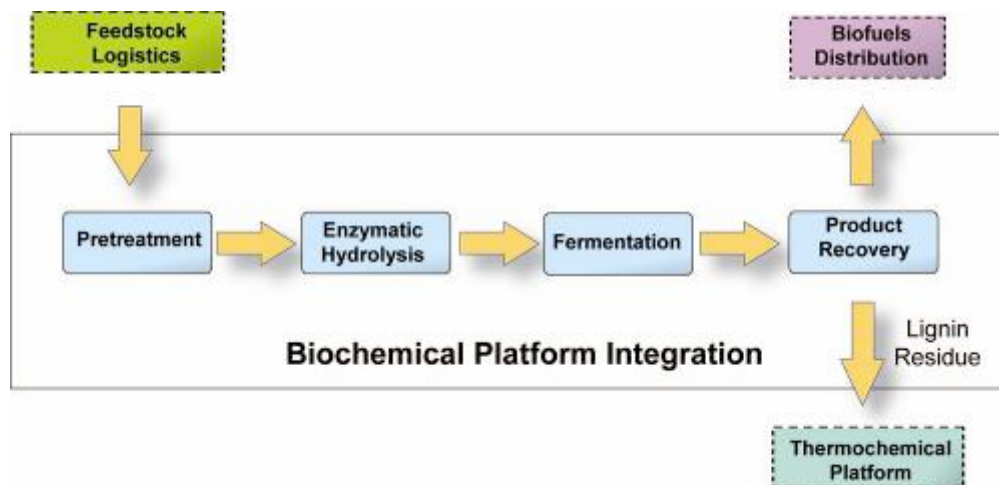 Feedstock
Logistics
Biofuels
Distribution
Pretreatment
Enzymatic
Hydrolysis
Fermentation
Product
Recovery
Biochemical Platform Integration
Lignin
Residue
Thermochemical
Platform